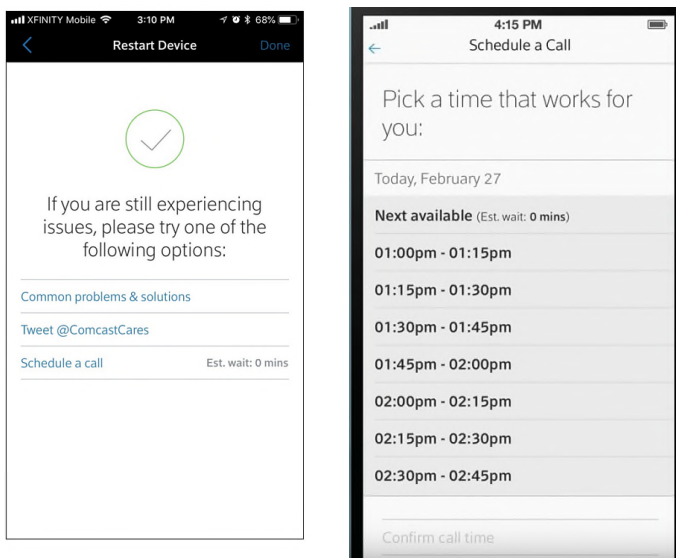 XFINITY Mobile 3:10 PM 68%
Restart Device Done
If you are still experiencing
issues, please try one of the
following options:
Common problems & solutions
Tweet @ComcastCares
Schedule a call Est. wait: 0 mins
4:15 PM
Schedule a Call
Pick a time that works for
you:
Today, February 27
Next available (Est. wait: 0 mins)
01:00pm - 01:15pm
01:15pm - 01:30pm
01:30pm - 01:45pm
01:45pm - 02:00pm
02:00pm - 02:15pm
02:15pm - 02:30pm
02:30pm - 02:45pm
Confirm call time